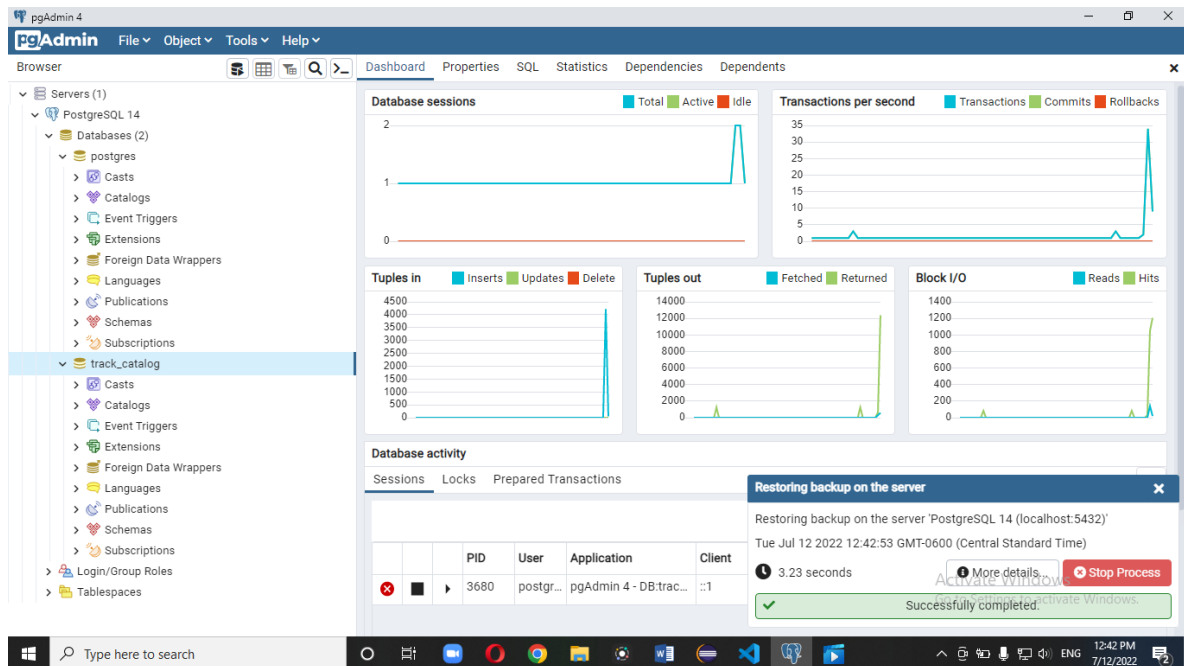 pgAdmin 4
pgAdmin File Object Tools Help
Browser
Dashboard Properties SQL Statistics Dependencies Dependents
Servers (1)
PostgreSQL 14
Databases (2)
postgres
Casts
Catalogs
Event Triggers
Extensions
Foreign Data Wrappers
Languages
Publications
Schemas
Subscriptions
track_catalog
Casts
Catalogs
Event Triggers
Extensions
Foreign Data Wrappers
Languages
Publications
Schemas
Subscriptions
Login/Group Roles
Tablespaces
Database sessions Total Active Idle
2
1
0
Transactions per second Transactions Commits Rollbacks
35
30
25
20
15
10
5
0
Tuples in Inserts Updates Delete
4500
4000
3500
3000
2500
2000
1500
1000
500
0
Tuples out Fetched Returned
14000
12000
10000
8000
6000
4000
2000
0
Block I/O Reads Hits
1400
1200
1000
800
600
400
200
0
Database activity
Sessions Locks Prepared Transactions
PID User Application Client
3680 postgr... pgAdmin 4 - DB:trac... ::1
Restoring backup on the server
Restoring backup on the server 'PostgreSQL 14 (localhost:5432)'
Tue Jul 12 2022 12:42:53 GMT-0600 (Central Standard Time)
3.23 seconds More details... Stop Process
Activate Windows
Successfully completed.
Go to Settings to activate Windows.
Type here to search
ENG
12:42 PM
7/12/2022
2